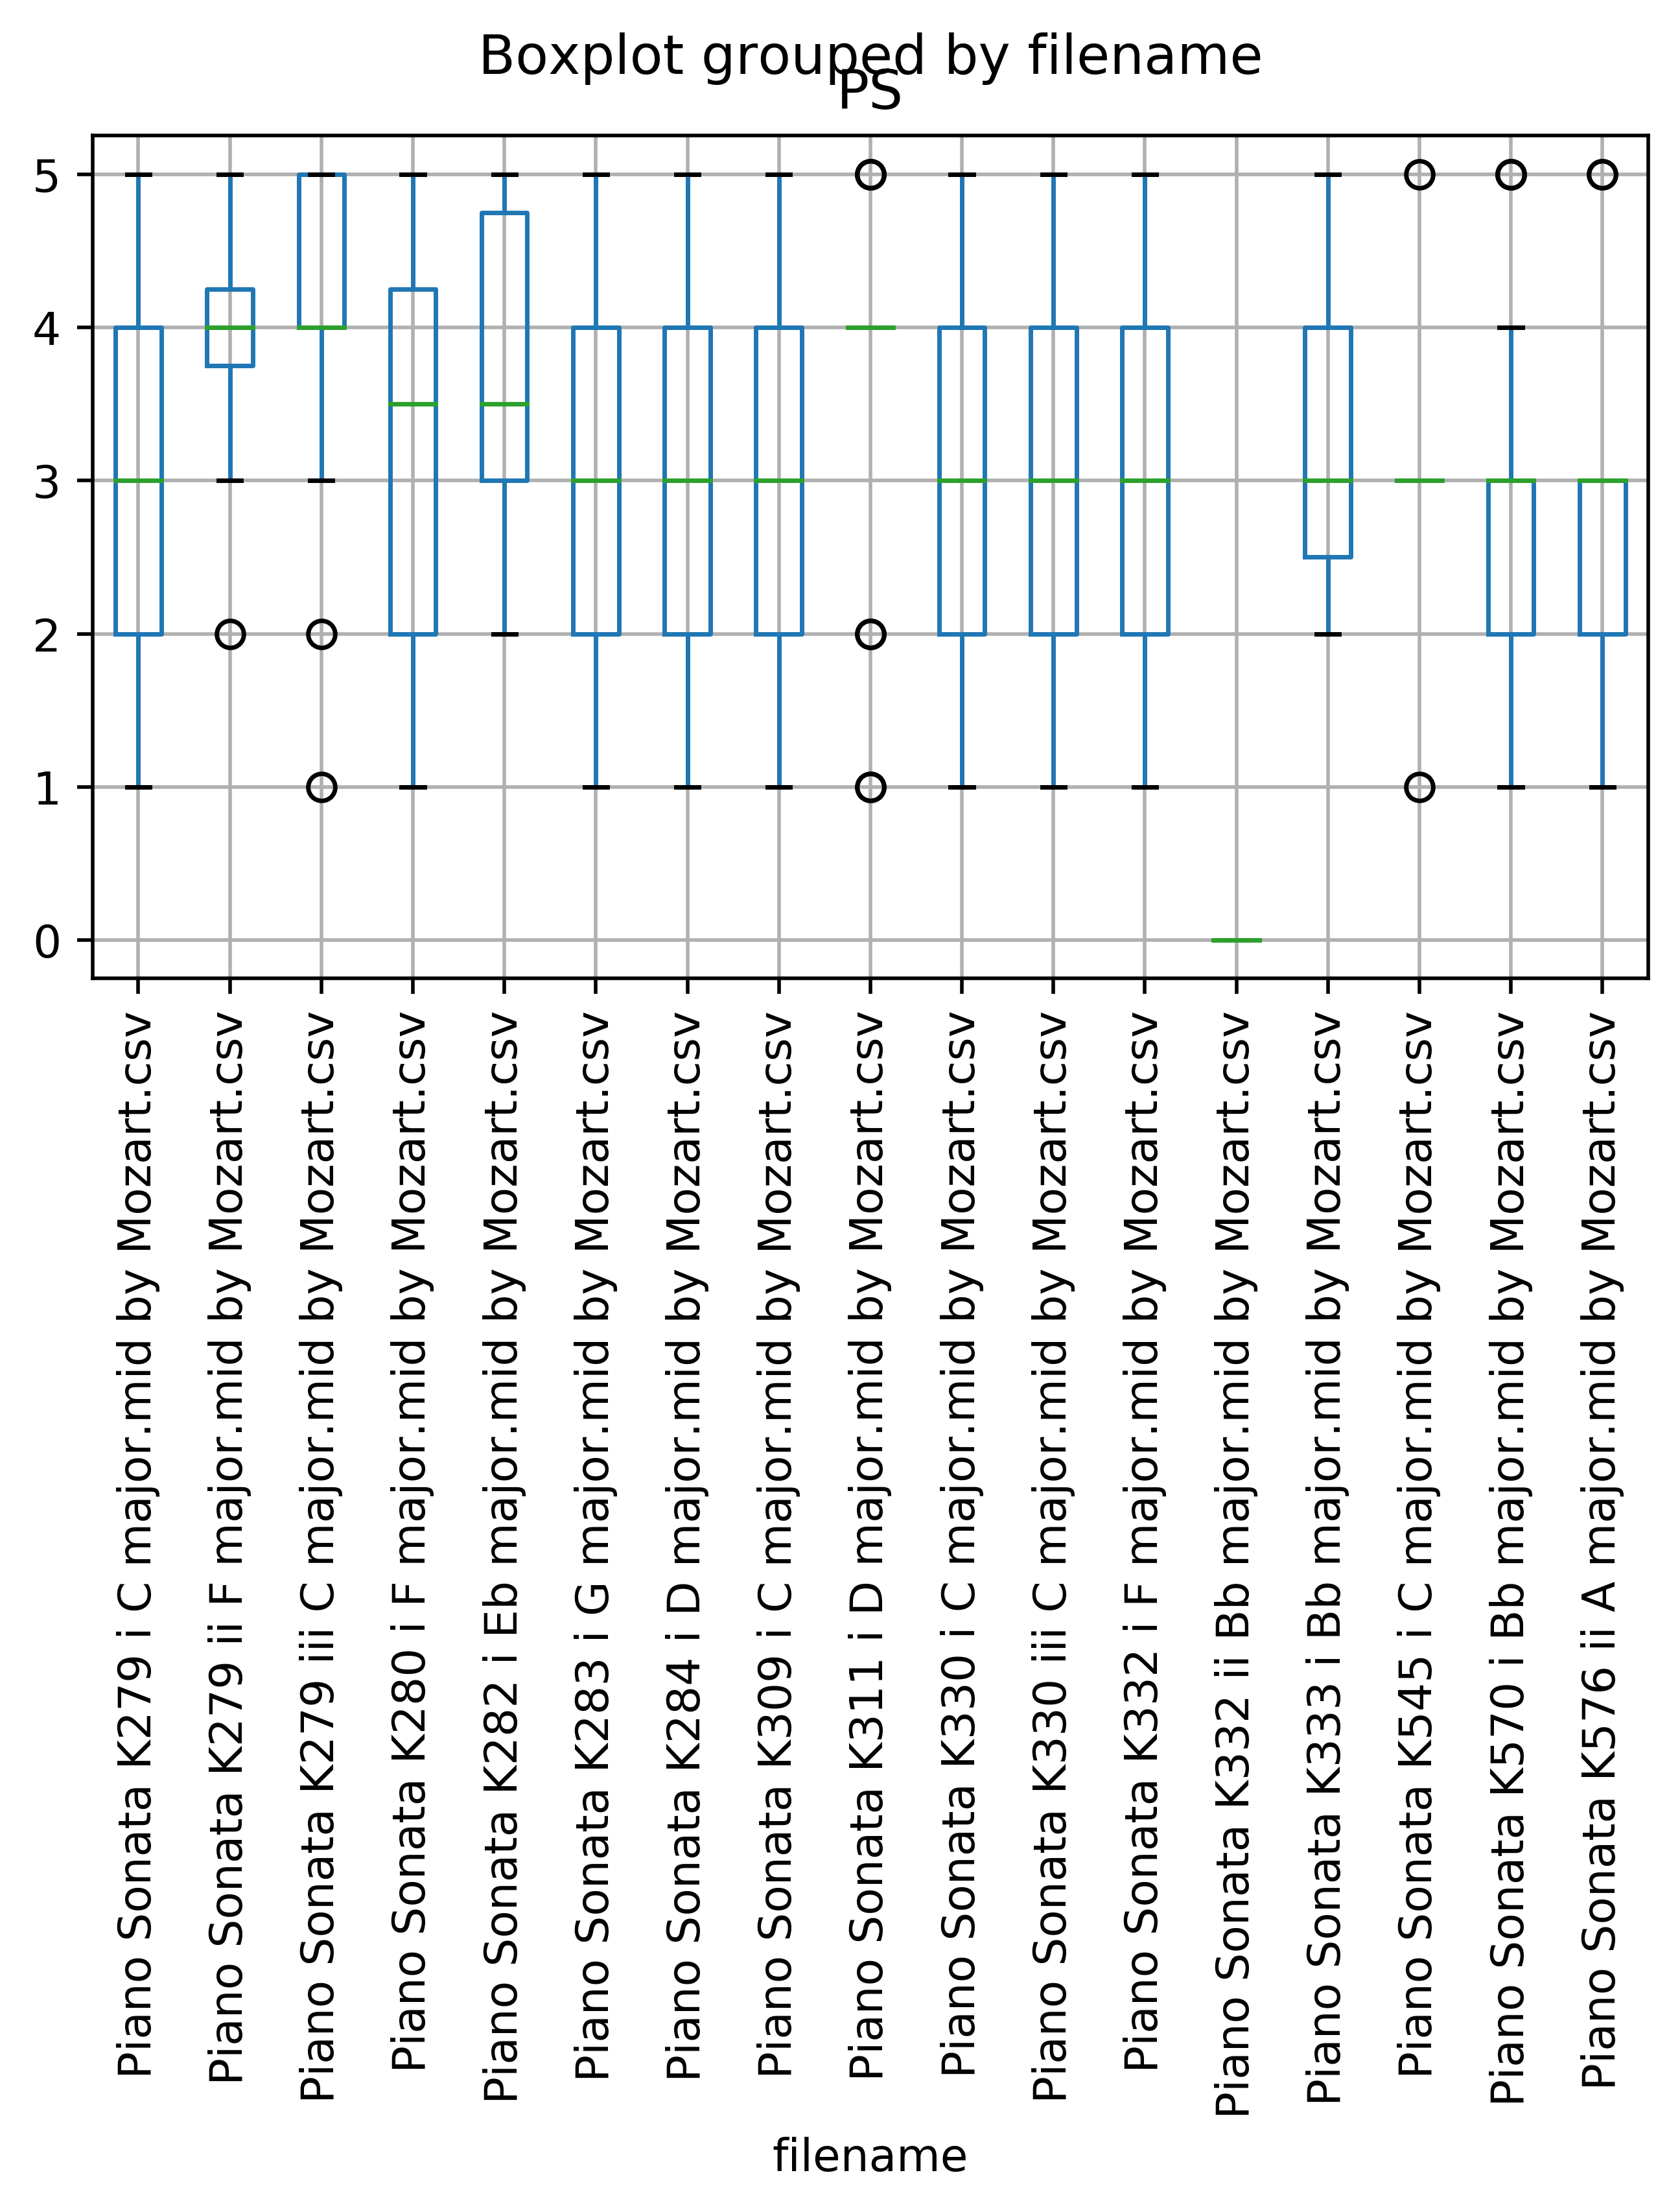 Boxplot grouped by filename
PS
5
4
3
2
1
0
Piano Sonata K279 i C major.mid by Mozart.csv
Piano Sonata K279 ii F major.mid by Mozart.csv
Piano Sonata K279 iii C major.mid by Mozart.csv
Piano Sonata K280 i F major.mid by Mozart.csv
Piano Sonata K282 i Eb major.mid by Mozart.csv
Piano Sonata K283 i G major.mid by Mozart.csv
Piano Sonata K284 i D major.mid by Mozart.csv
Piano Sonata K309 i C major.mid by Mozart.csv
Piano Sonata K311 i D major.mid by Mozart.csv
Piano Sonata K330 i C major.mid by Mozart.csv
Piano Sonata K330 iii C major.mid by Mozart.csv
Piano Sonata K332 i F major.mid by Mozart.csv
Piano Sonata K332 ii Bb major.mid by Mozart.csv
Piano Sonata K333 i Bb major.mid by Mozart.csv
Piano Sonata K545 i C major.mid by Mozart.csv
Piano Sonata K570 i Bb major.mid by Mozart.csv
Piano Sonata K576 ii A major.mid by Mozart.csv
filename